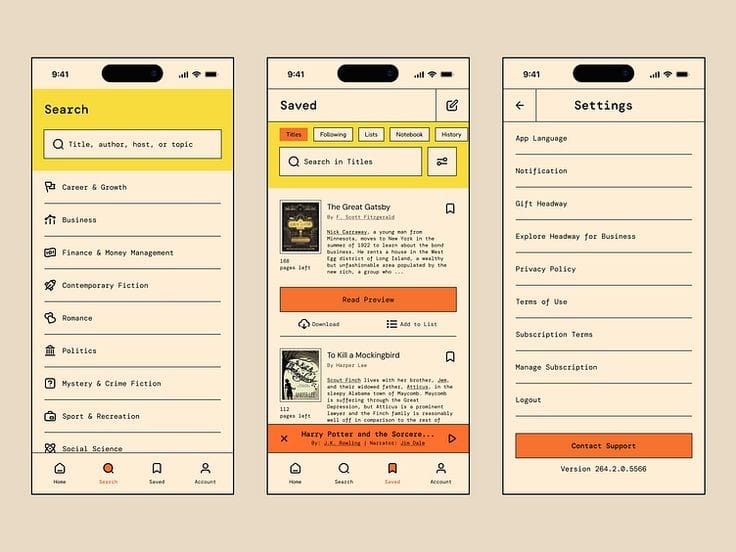 9:41
Search
Title, author, host, or topic
Career & Growth
Business
Finance & Money Management
Contemporary Fiction
Romance
Politics
Mystery & Crime Fiction
Sport & Recreation
Social Science
Home
Search
Saved
Account
9:41
Saved
Titles
Following
Lists
Notebook
History
Search in Titles
The Great Gatsby
By F. Scott Fitzgerald
Nick Carraway, a young man from
Minnesota, moves to New York in the
summer of 1922 to learn about the bond
business. He rents a house in the West
Egg district of Long Island, a wealthy
but unfashionable area populated by the
new rich, a group who ...
168
pages left
Read Preview
Download
Add to List
To Kill a Mockingbird
By Harper Lee
Scout Finch lives with her brother, Jem,
and their widowed father, Atticus, in the
sleepy Alabama town of Maycomb. Maycomb
is suffering through the Great
Depression, but Atticus is a prominent
lawyer and the Finch family is reasonably
well off in comparison to the rest of
112
pages left
Harry Potter and the Sorcere...
By: J.K. Rowling | Narrator: Jim Dale
Home
Search
Saved
Account
9:41
Settings
App Language
Notification
Gift Headway
Explore Headway for Business
Privacy Policy
Terms of Use
Subscription Terms
Manage Subscription
Logout
Contact Support
Version 264.2.0.5566